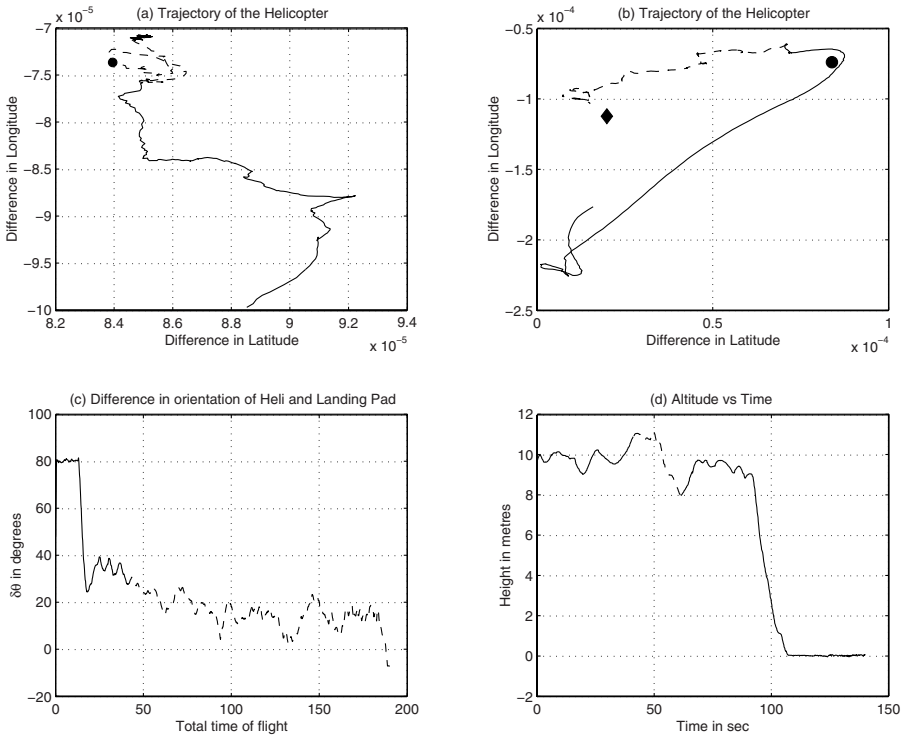 (a) Trajectory of the Helicopter
x 10⁻⁵
−7
−7.5
−8
−8.5
−9
−9.5
−10
Difference in Longitude
8.2 8.4 8.6 8.8 9 9.2 9.4
Difference in Latitude
x 10⁻⁵
(b) Trajectory of the Helicopter
x 10⁻⁴
−0.5
−1
−1.5
−2
−2.5
Difference in Longitude
0 0.5 1
Difference in Latitude
x 10⁻⁴
(c) Difference in orientation of Heli and Landing Pad
100
80
60
40
20
0
−20
δθ in degrees
0 50 100 150 200
Total time of flight
(d) Altitude vs Time
12
10
8
6
4
2
0
−2
Height in metres
0 50 100 150
Time in sec